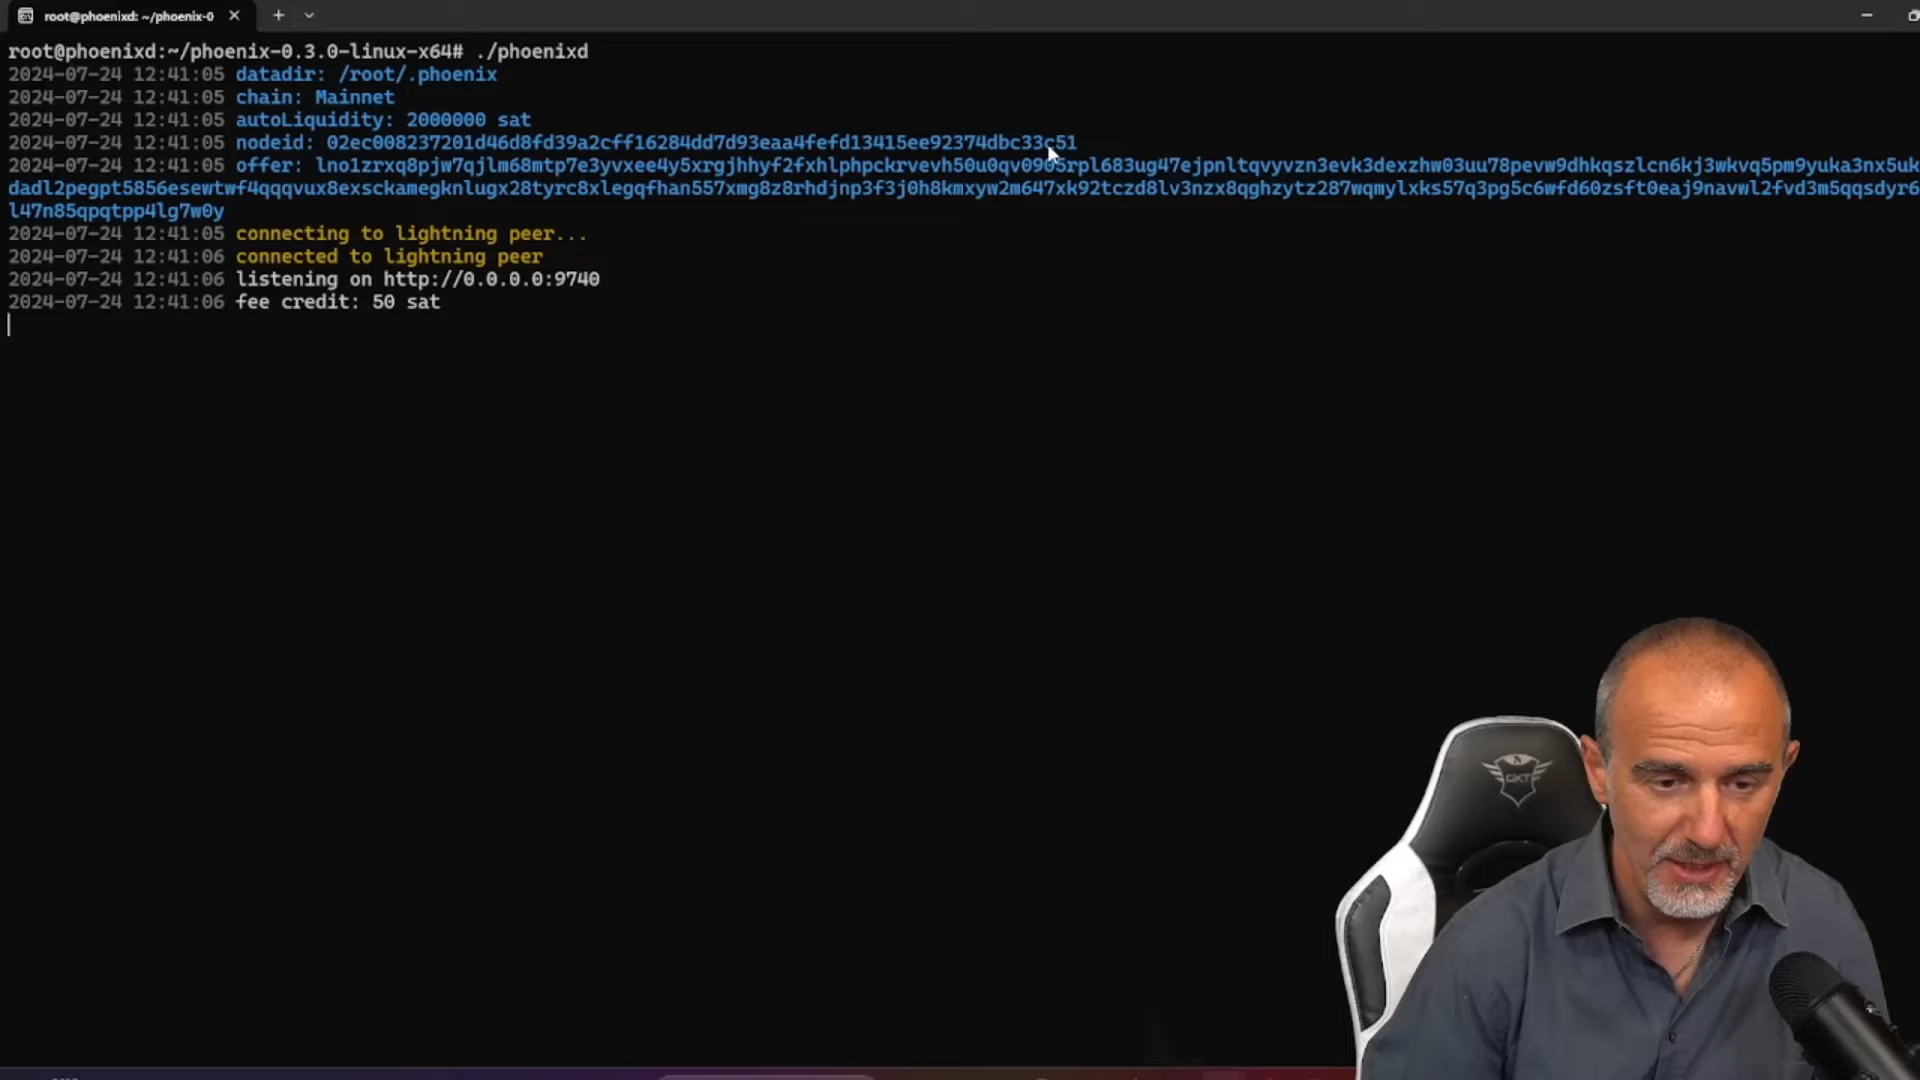 root@phoenixd: ~/phoenix-0
root@phoenixd:~/phoenix-0.3.0-linux-x64# ./phoenixd
2024-07-24 12:41:05 datadir: /root/.phoenix
2024-07-24 12:41:05 chain: Mainnet
2024-07-24 12:41:05 autoLiquidity: 2000000 sat
2024-07-24 12:41:05 nodeid: 02ec008237201d46d8fd39a2cff16284dd7d93eaa4fefd13415ee92374dbc33c51
2024-07-24 12:41:05 offer: lno1zrxq8pjw7qjlm68mtp7e3yvxee4y5xrgjhhyf2fxhlphpckrvevh50u0qv0905rpl683ug47ejpnltqvyvzn3evk3dexzhw03uu78pevw9dhkqszlcn6kj3wkvq5pm9yuka3nx5uk
dadl2pegpt5856esewtwf4qqqvux8exsckamegknlugx28tyrc8xlegqfhan557xmg8z8rhdjnp3f3j0h8kmxyw2m647xk92tczd8lv3nzx8qghzytz287wqmylxks57q3pg5c6wfd60zsft0eaj9navwl2fvd3m5qqsdyr6
l47n85qpqtpp4lg7w0y
2024-07-24 12:41:05 connecting to lightning peer...
2024-07-24 12:41:06 connected to lightning peer
2024-07-24 12:41:06 listening on http://0.0.0.0:9740
2024-07-24 12:41:06 fee credit: 50 sat
GXT